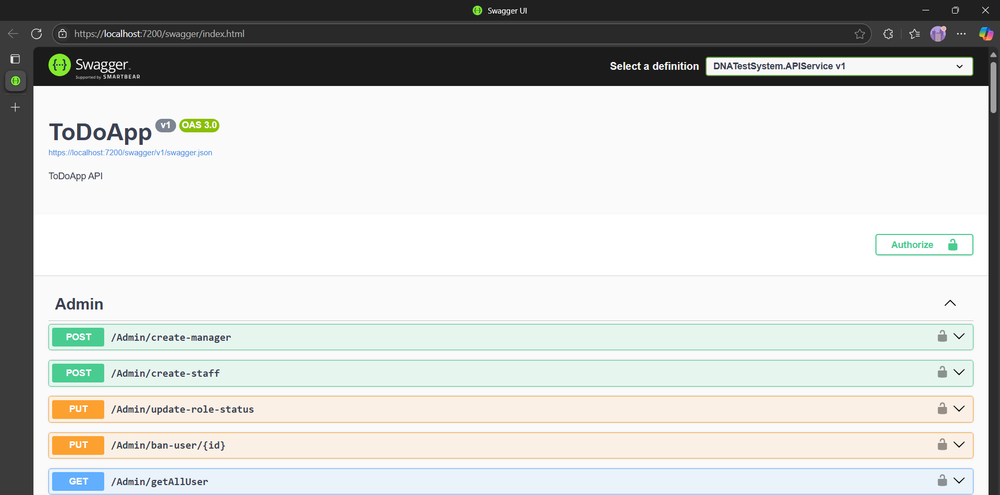 Swagger UI
https://localhost:7200/swagger/index.html
Swagger
Supported by SMARTBEAR
Select a definition
DNATestSystem.APIService v1
ToDoApp v1 OAS 3.0
https://localhost:7200/swagger/v1/swagger.json
ToDoApp API
Authorize
Admin
POST /Admin/create-manager
POST /Admin/create-staff
PUT /Admin/update-role-status
PUT /Admin/ban-user/{id}
GET /Admin/getAllUser